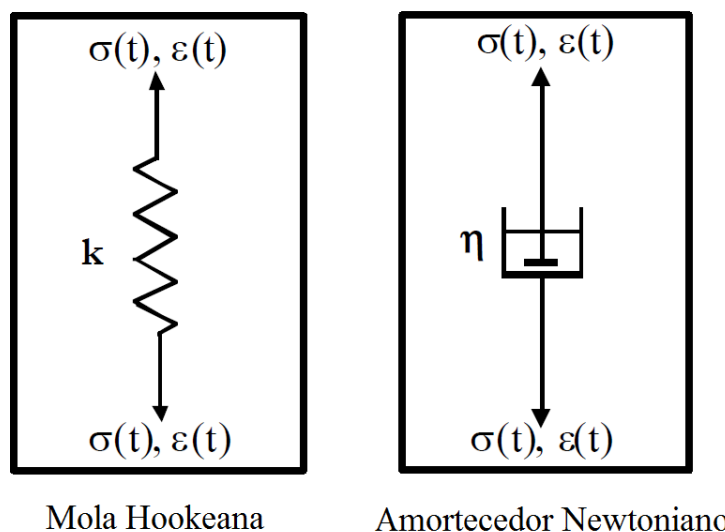 σ(t), ε(t)
k
σ(t), ε(t)
Mola Hookeana
σ(t), ε(t)
η
σ(t), ε(t)
Amortecedor Newtoniano